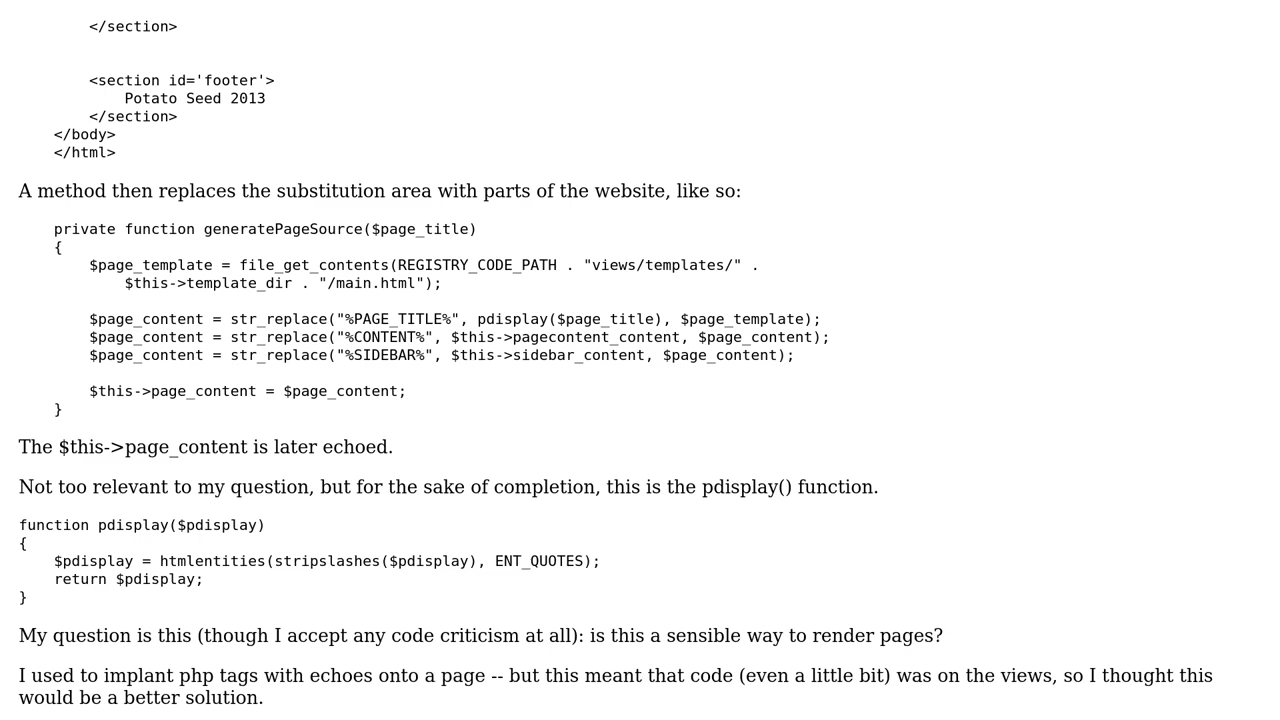 </section>
<section id='footer'>
Potato Seed 2013
</section>
</body>
</html>
A method then replaces the substitution area with parts of the website, like so:
private function generatePageSource($page_title)
{
$page_template = file_get_contents(REGISTRY_CODE_PATH . "views/templates/" .
$this->template_dir . "/main.html");
$page_content = str_replace("%PAGE_TITLE%", pdisplay($page_title), $page_template);
$page_content = str_replace("%CONTENT%", $this->pagecontent_content, $page_content);
$page_content = str_replace("%SIDEBAR%", $this->sidebar_content, $page_content);
$this->page_content = $page_content;
}
The $this->page_content is later echoed.
Not too relevant to my question, but for the sake of completion, this is the pdisplay() function.
function pdisplay($pdisplay)
{
$pdisplay = htmlentities(stripslashes($pdisplay), ENT_QUOTES);
return $pdisplay;
}
My question is this (though I accept any code criticism at all): is this a sensible way to render pages?
I used to implant php tags with echoes onto a page -- but this meant that code (even a little bit) was on the views, so I thought this
would be a better solution.